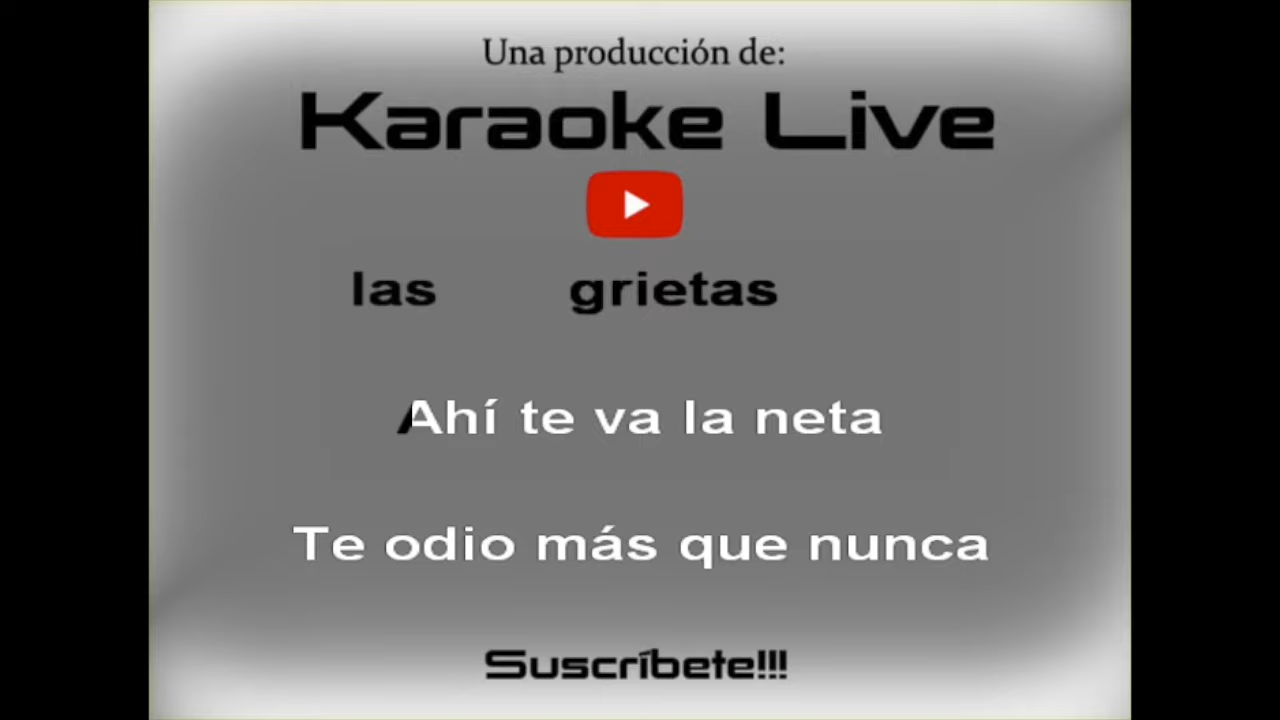 Una producción de:
Karaoke Live
las grietas
Ahí te va la neta
Te odio más que nunca
Suscríbete!!!